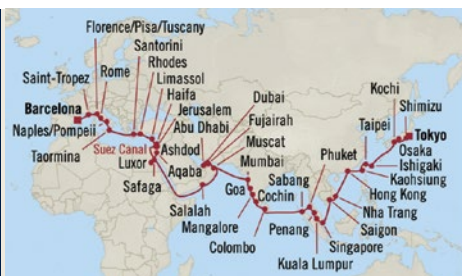 Florence/Pisa/Tuscany
Santorini
Rhodes
Limassol
Haifa
Jerusalem
Abu Dhabi
Dubai
Fujairah
Muscat
Mumbai
Saint-Tropez
Rome
Barcelona
Naples/Pompeii
Taormina
Suez Canal
Ashdod
Luxor
Aqaba
Safaga
Salalah
Goa
Mangalore
Cochin
Colombo
Sabang
Phuket
Penang
Kuala Lumpur
Singapore
Saigon
Nha Trang
Hong Kong
Kaohsiung
Ishigaki
Taipei
Osaka
Kochi
Shimizu
Tokyo